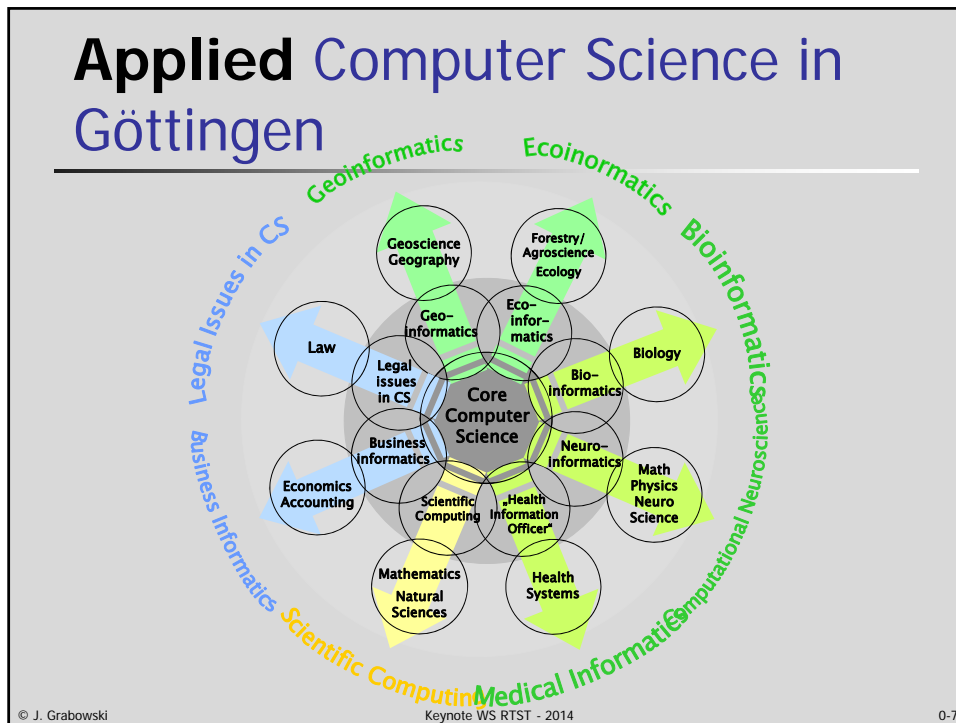 Applied Computer Science in
Göttingen
Geoinformatics
Ecoinormatics
Bioinformatics
Computational Neuroscience
Medical Informatics
Scientific Computing
Business Informatics
Legal Issues in CS
Geoscience
Geography
Forestry/
Agroscience
Ecology
Geo-
informatics
Eco-
infor-
matics
Law
Legal
issues
in CS
Biology
Bio-
informatics
Core
Computer
Science
Business
informatics
Neuro-
informatics
Economics
Accounting
Scientific
Computing
„Health
Information
Officer“
Math
Physics
Neuro
Science
Mathematics
Natural
Sciences
Health
Systems
© J. Grabowski
Keynote WS RTST - 2014
0-7